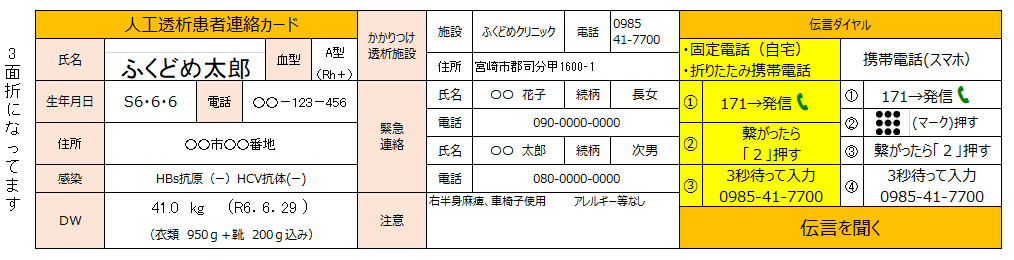 3面折になってます
人工透析患者連絡カード
氏名
ふくどめ太郎
血型
A型
(Rh+)
生年月日
S6・6・6
電話
〇〇ー123-456
住所
〇〇市〇〇番地
感染
HBs抗原 (－) HCV抗体(-)
DW
41.0 kg (R6. 6. 29 )
(衣類 950g+靴 200g込み)
かかりつけ
透析施設
施設
ふくどめクリニック
電話
0985
41-7700
住所
宮崎市郡司分甲1600-1
緊急
連絡
氏名
〇〇 花子
続柄
長女
電話
090-0000-0000
氏名
〇〇 太郎
続柄
次男
電話
080-0000-0000
注意
右半身麻痺、車椅子使用 アレルギー等なし
伝言ダイヤル
・固定電話（自宅）
・折りたたみ携帯電話
① 171→発信
② 繋がったら
「２」押す
③ 3秒待って入力
0985-41-7700
携帯電話(スマホ)
① 171→発信
② (マーク)押す
③ 繋がったら「２」押す
④ 3秒待って入力
0985-41-7700
伝言を聞く